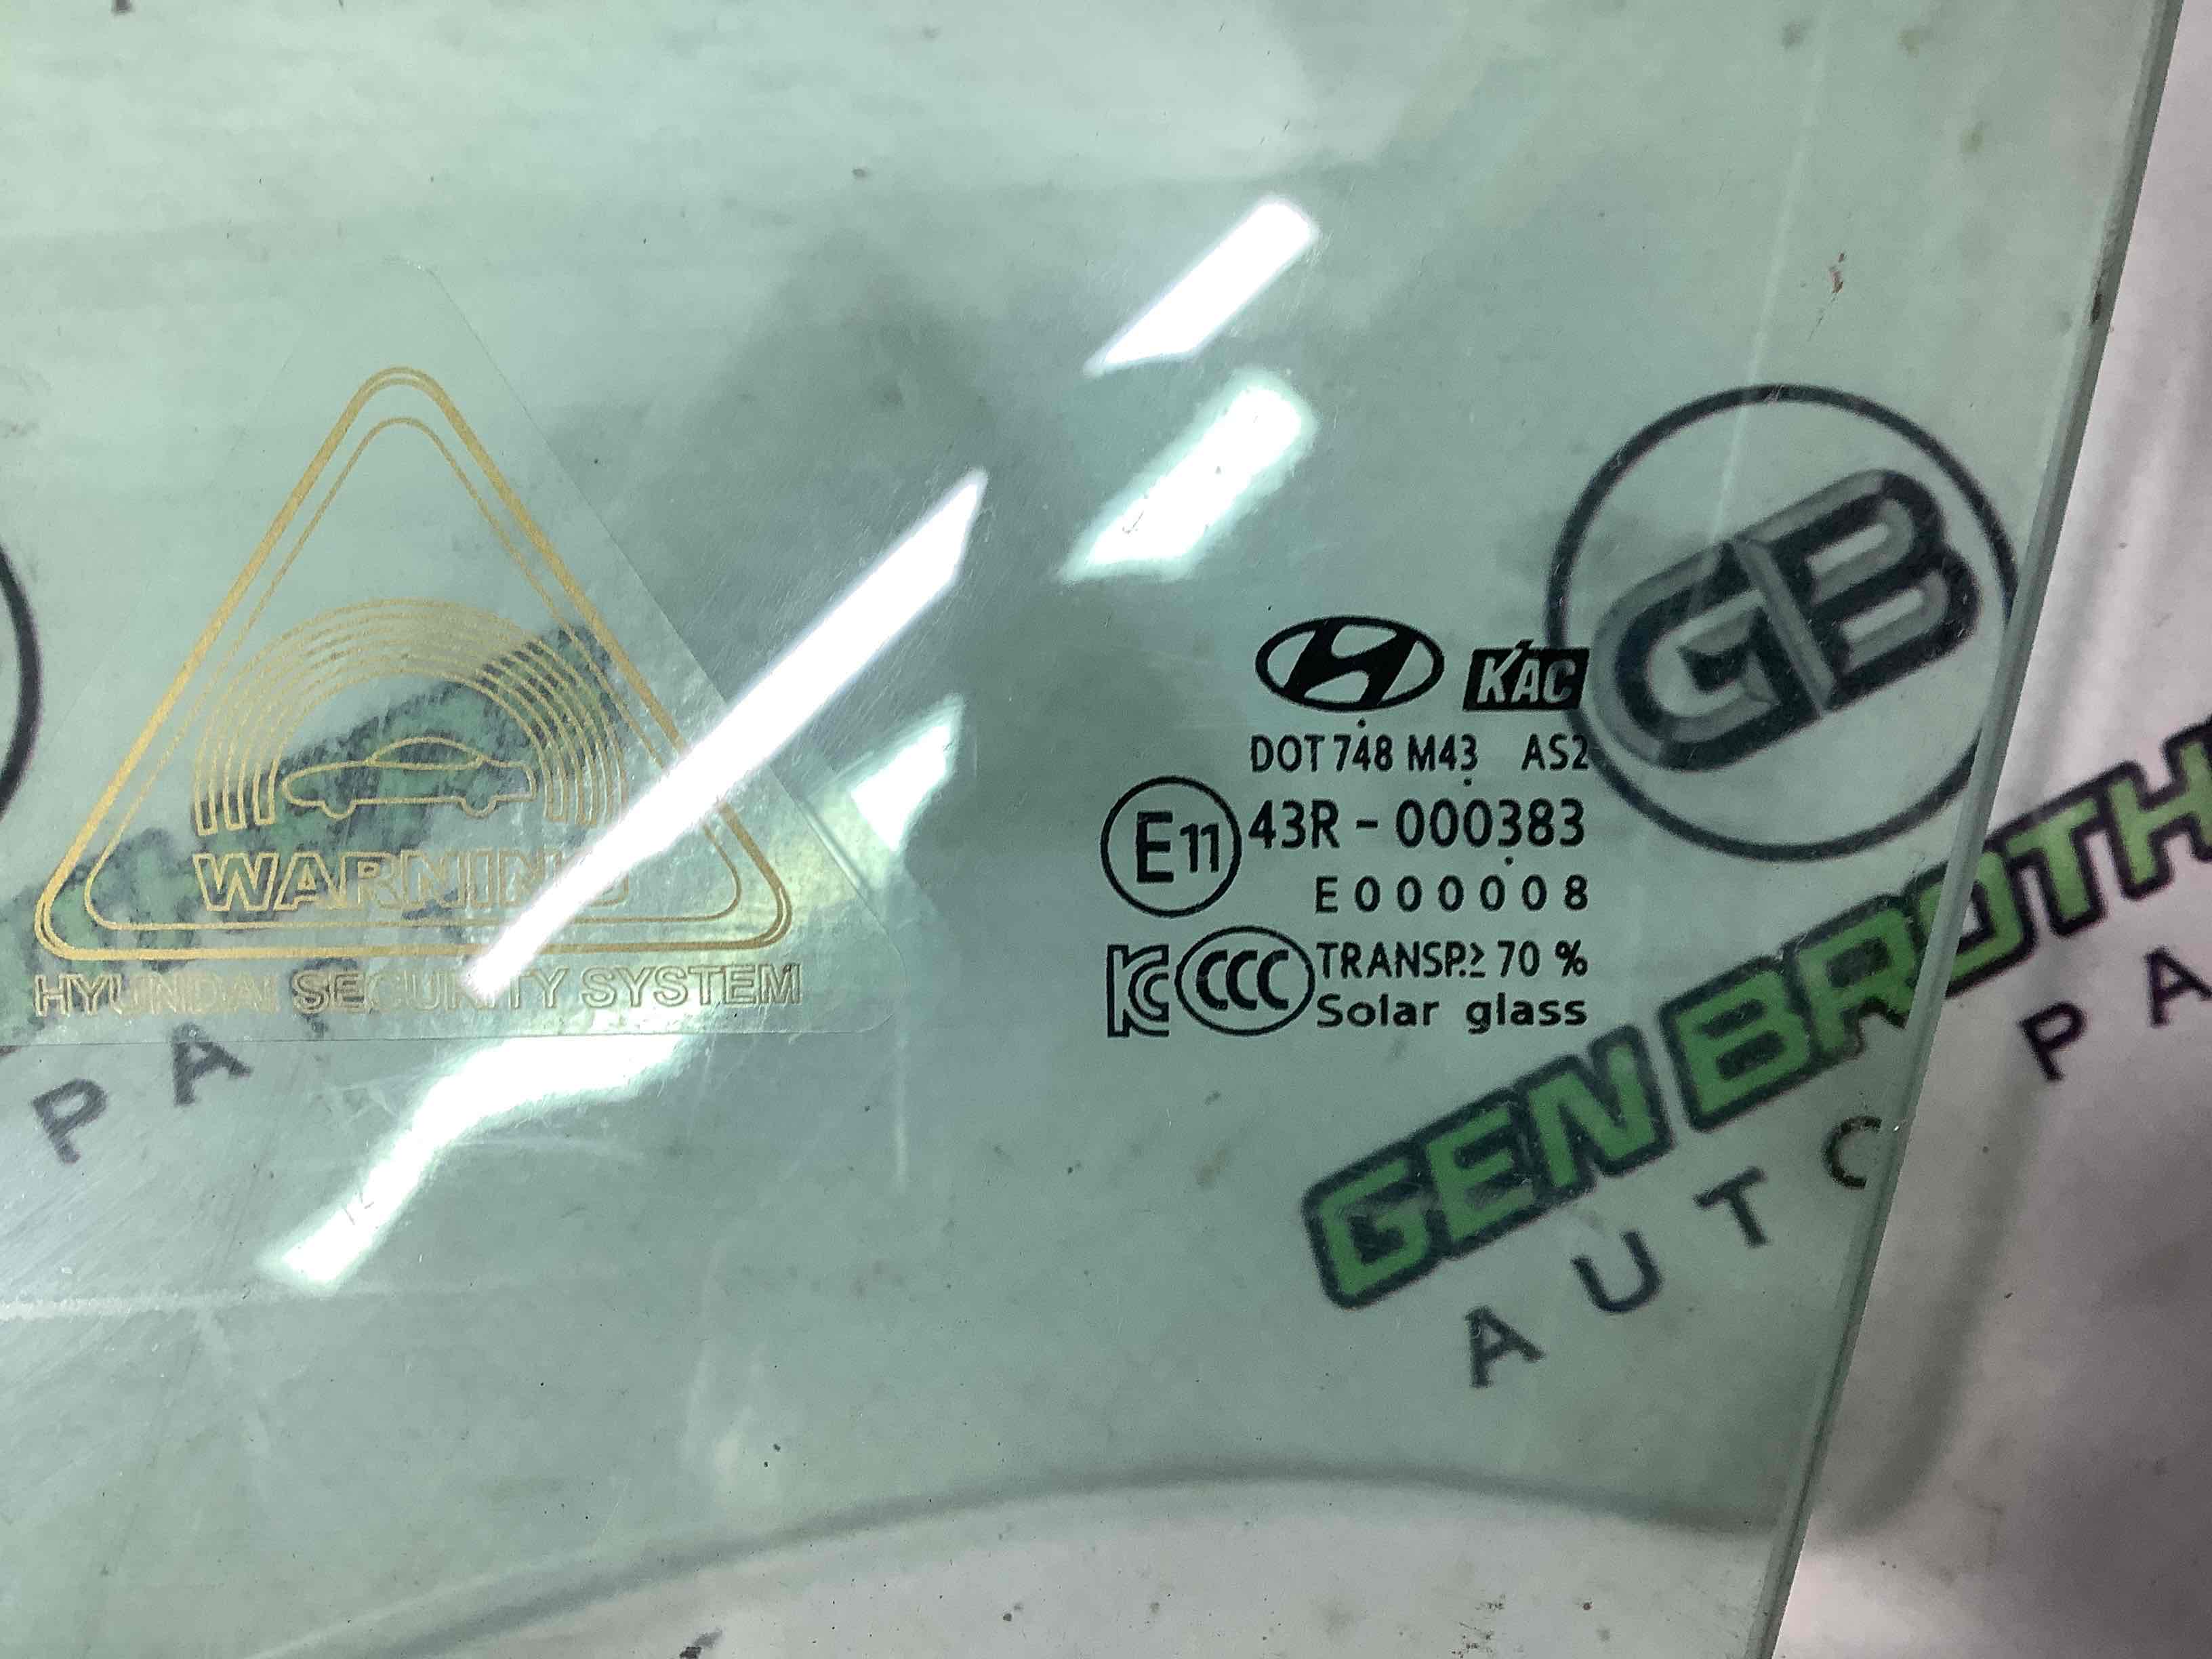 WARNING
HYUNDAI SECURITY SYSTEM
KAC
DOT 748 M43 AS2
E11 43R - 000383
E000008
KC CCC TRANSP.≥ 70 %
Solar glass
GB
GEN BROTH
AUTO PA
PA